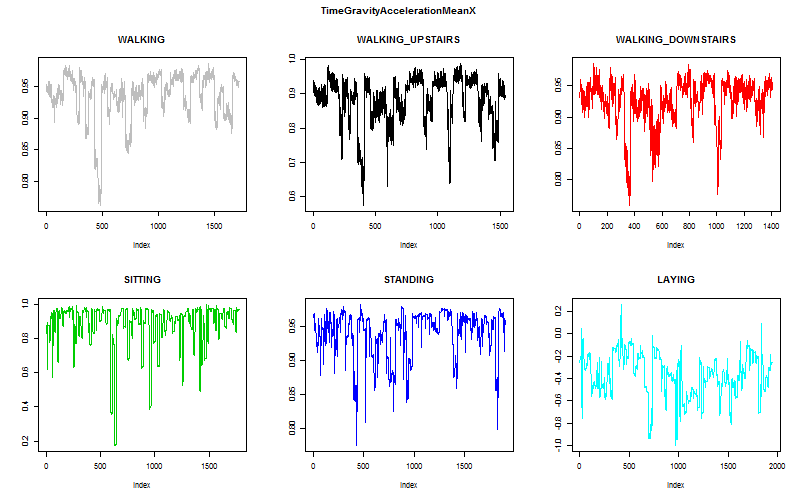 TimeGravityAccelerationMeanX
WALKING
WALKING_UPSTAIRS
WALKING_DOWNSTAIRS
0.80 0.85 0.90 0.95
0.6 0.7 0.8 0.9 1.0
0.80 0.85 0.90 0.95
0 500 1000 1500
0 500 1000 1500
0 200 400 600 800 1000 1200 1400
Index
Index
Index
SITTING
STANDING
LAYING
0.2 0.4 0.6 0.8 1.0
0.80 0.85 0.90 0.95
-1.0 -0.8 -0.6 -0.4 -0.2 0.0 0.2
0 500 1000 1500
0 500 1000 1500
0 500 1000 1500 2000
Index
Index
Index